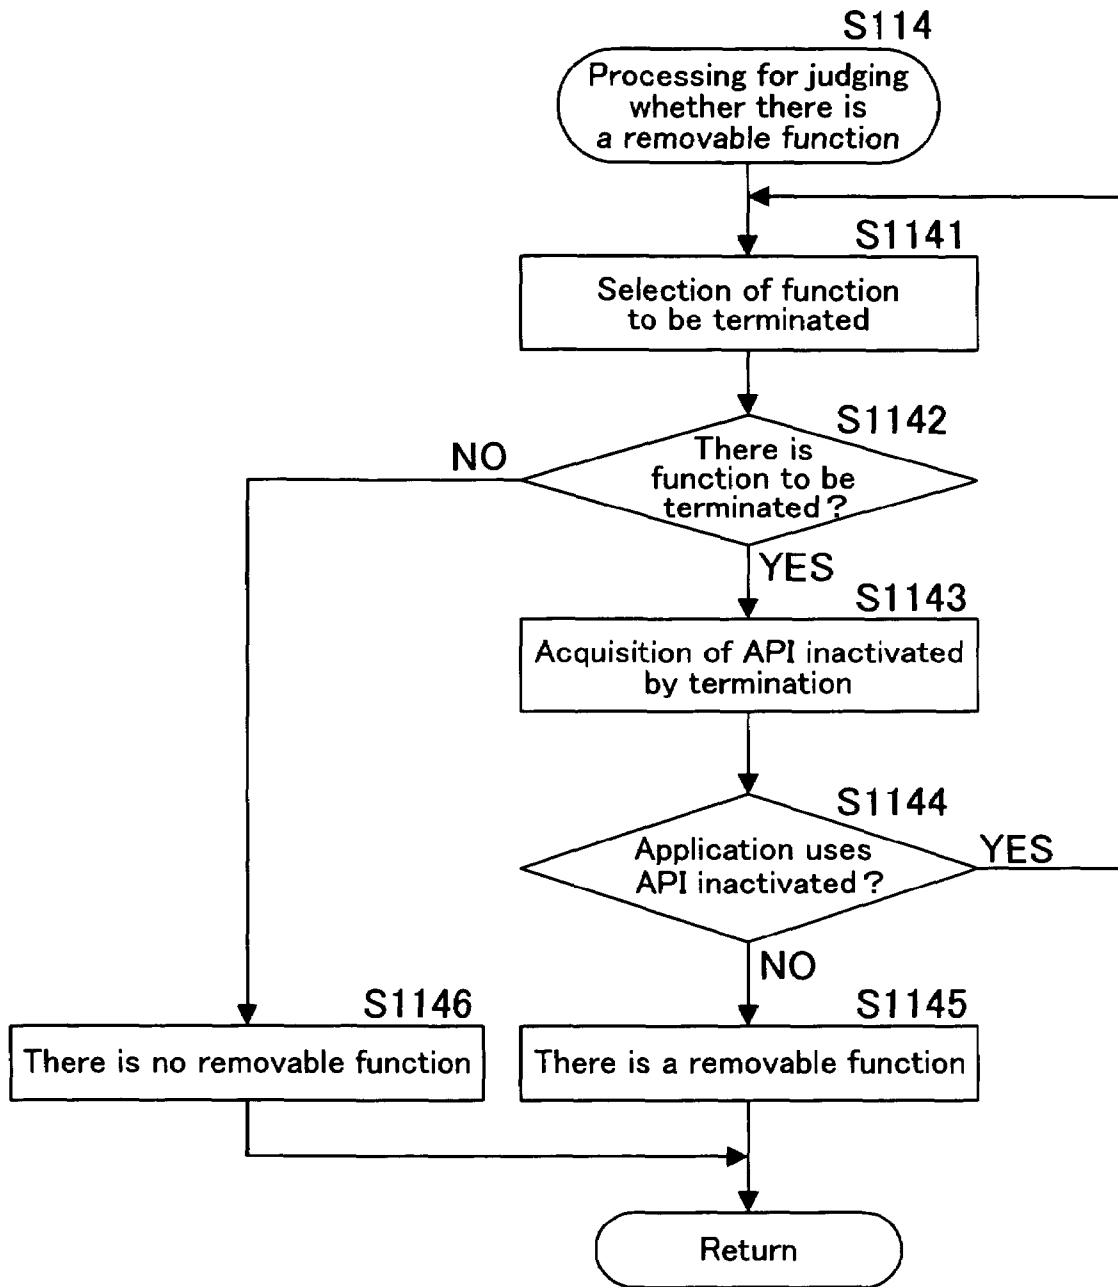 S114
Processing for judging
whether there is
a removable function
S1141
Selection of function
to be terminated
S1142
There is
function to be
terminated?
NO
YES
S1143
Acquisition of API inactivated
by termination
S1144
Application uses
API inactivated?
YES
NO
S1146
There is no removable function
S1145
There is a removable function
Return